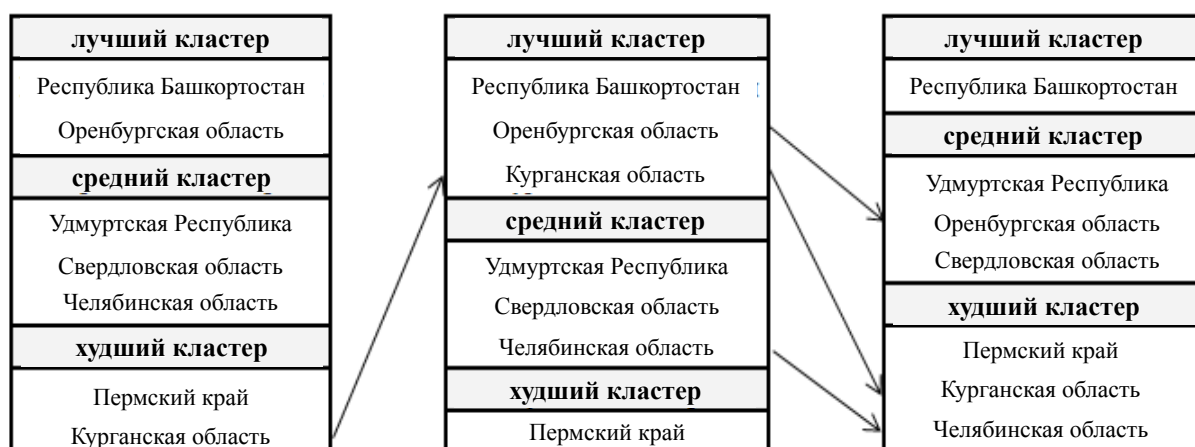 лучший кластер
Республика Башкортостан
Оренбургская область
средний кластер
Удмуртская Республика
Свердловская область
Челябинская область
худший кластер
Пермский край
Курганская область
лучший кластер
Республика Башкортостан
Оренбургская область
Курганская область
средний кластер
Удмуртская Республика
Свердловская область
Челябинская область
худший кластер
Пермский край
лучший кластер
Республика Башкортостан
средний кластер
Удмуртская Республика
Оренбургская область
Свердловская область
худший кластер
Пермский край
Курганская область
Челябинская область